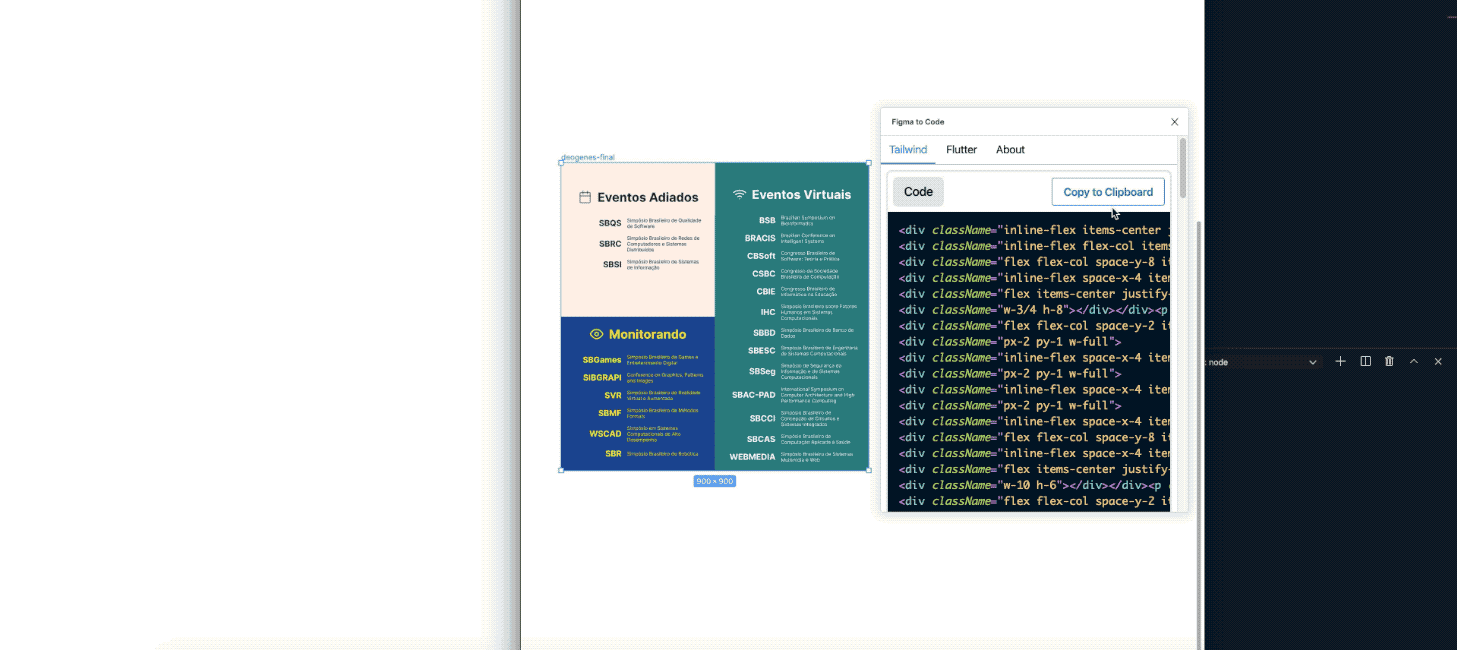 deogenes-final
Eventos Adiados
SBQS Simpósio Brasileiro de Qualidade
de Software
SBRC Simpósio Brasileiro de Redes de
Computadores e Sistemas
Distribuídos
SBSI Simpósio Brasileiro de Sistemas
de Informação
Monitorando
SBGames Simpósio Brasileiro de Games e
Entretenimento Digital
SIBGRAPI Conference on Graphics, Patterns
and Images
SVR Simpósio Brasileiro de Realidade
Virtual e Aumentada
SBMF Simpósio Brasileiro de Métodos
Formais
WSCAD Simpósio em Sistemas
Computacionais de Alto
Desempenho
SBR Simpósio Brasileiro de Robótica
Eventos Virtuais
BSB Brazilian Symposium on
Bioinformatics
BRACIS Brazilian Conference on
Intelligent Systems
CBSoft Congresso Brasileiro de
Software: Teoria e Prática
CSBC Congresso da Sociedade
Brasileira de Computação
CBIE Congresso Brasileiro de
Informática na Educação
IHC Simpósio Brasileiro sobre Fatores
Humanos em Sistemas
Computacionais
SBBD Simpósio Brasileiro de Banco de
Dados
SBESC Simpósio Brasileiro de Engenharia
de Sistemas Computacionais
SBSeg Simpósio de Segurança da
Informação e de Sistemas
Computacionais
SBAC-PAD International Symposium on
Computer Architecture and High
Performance Computing
SBCCI Simpósio Brasileiro de
Concepção de Circuitos e
Sistemas Integrados
SBCAS Simpósio Brasileiro de
Computação Aplicada à Saúde
WEBMEDIA Simpósio Brasileiro de Sistemas
Multimídia e Web
900 × 900
Figma to Code
Tailwind Flutter About
Code Copy to Clipboard
<div className="inline-flex items-center
<div className="inline-flex flex-col items
<div className="flex flex-col space-y-8 it
<div className="inline-flex space-x-4 item
<div className="flex items-center justify-
<div className="w-3/4 h-8"></div></div><p
<div className="flex flex-col space-y-2 it
<div className="px-2 py-1 w-full">
<div className="inline-flex space-x-4 item
<div className="px-2 py-1 w-full">
<div className="inline-flex space-x-4 item
<div className="px-2 py-1 w-full">
<div className="inline-flex space-x-4 item
<div className="flex flex-col space-y-8 it
<div className="inline-flex space-x-4 item
<div className="flex items-center justify-
<div className="w-10 h-6"></div></div><p
<div className="flex flex-col space-y-2 it
: node